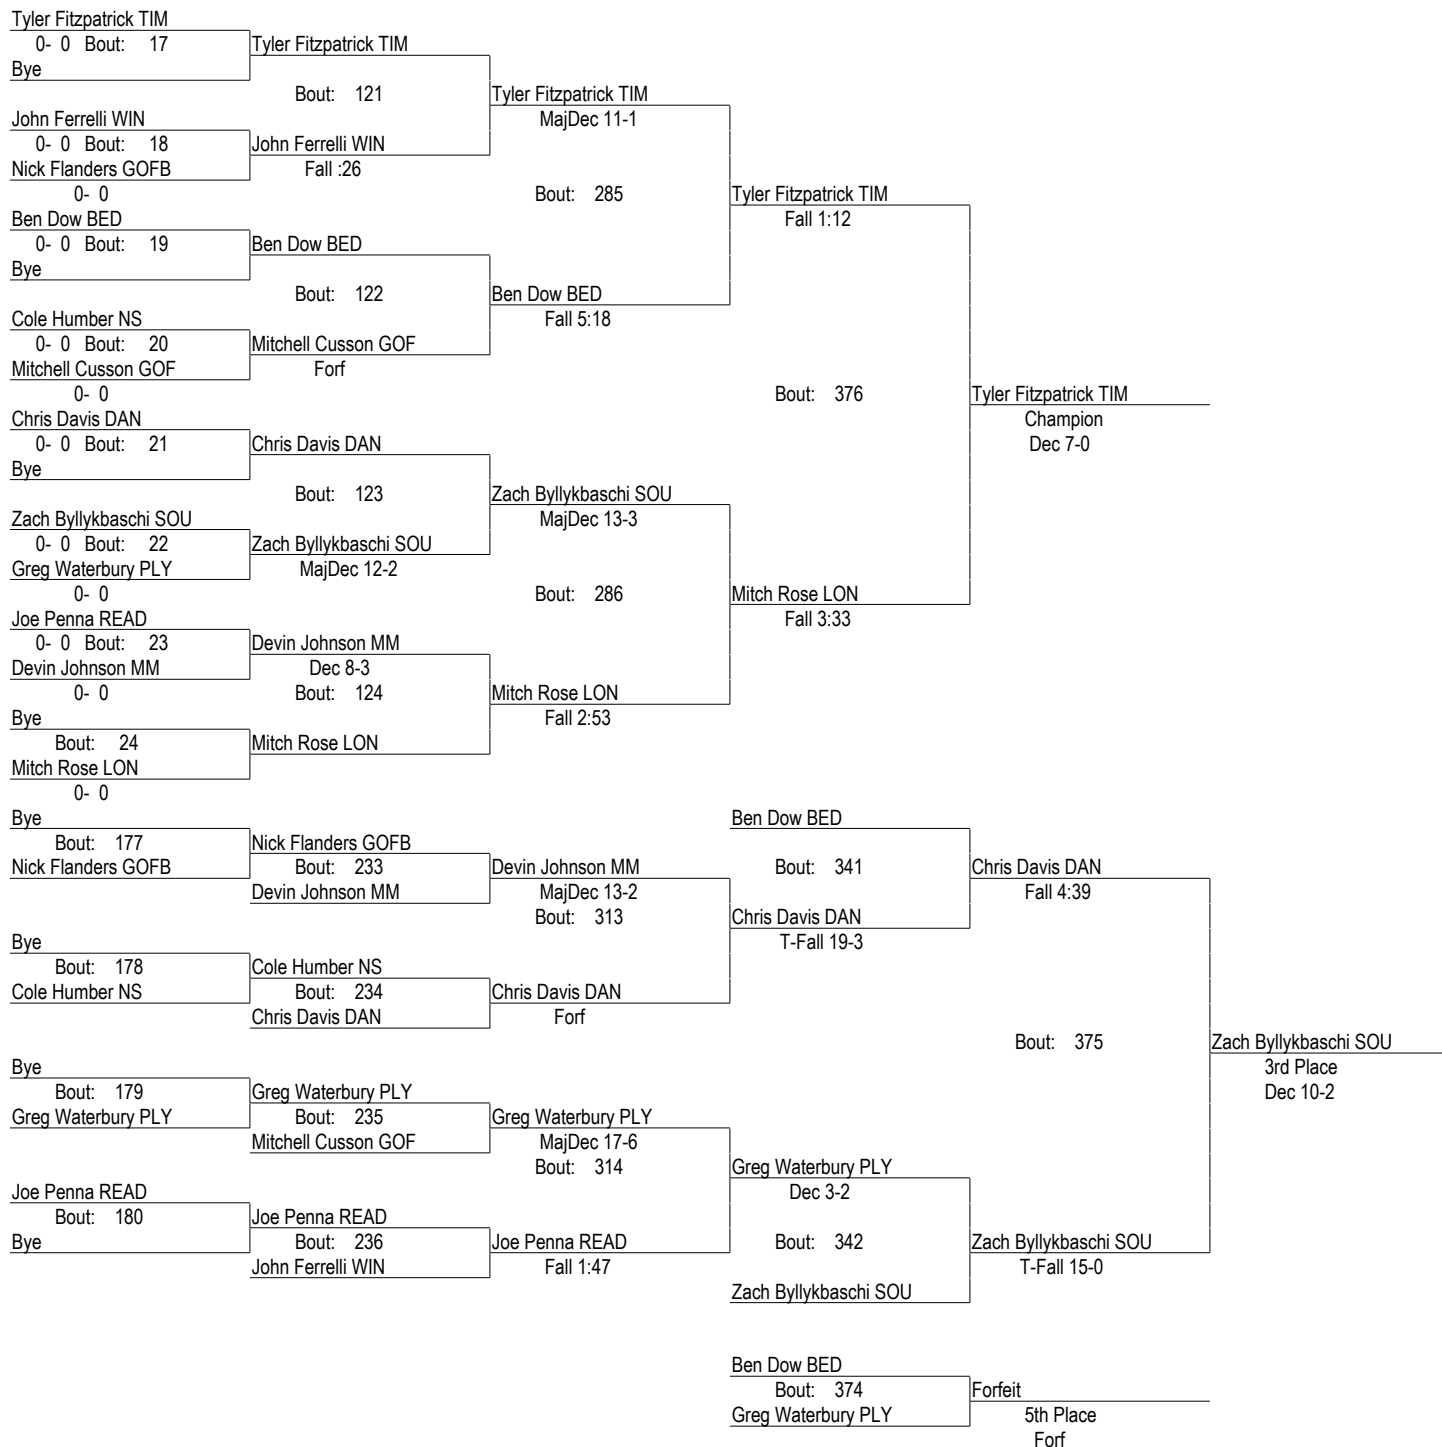 Tyler Fitzpatrick TIM
0- 0 Bout: 17
Bye
Tyler Fitzpatrick TIM
Bout: 121
John Ferrelli WIN
0- 0 Bout: 18
Nick Flanders GOFB
0- 0
John Ferrelli WIN
Fall :26
Tyler Fitzpatrick TIM
MajDec 11-1
Bout: 285
Ben Dow BED
0- 0 Bout: 19
Bye
Ben Dow BED
Bout: 122
Cole Humber NS
0- 0 Bout: 20
Mitchell Cusson GOF
0- 0
Mitchell Cusson GOF
Forf
Ben Dow BED
Fall 5:18
Tyler Fitzpatrick TIM
Fall 1:12
Bout: 376
Tyler Fitzpatrick TIM
Champion
Dec 7-0
Chris Davis DAN
0- 0 Bout: 21
Bye
Chris Davis DAN
Bout: 123
Zach Byllykbaschi SOU
0- 0 Bout: 22
Greg Waterbury PLY
0- 0
Zach Byllykbaschi SOU
MajDec 12-2
Zach Byllykbaschi SOU
MajDec 13-3
Bout: 286
Joe Penna READ
0- 0 Bout: 23
Devin Johnson MM
0- 0
Devin Johnson MM
Dec 8-3
Bout: 124
Bye
Bout: 24
Mitch Rose LON
0- 0
Mitch Rose LON
Mitch Rose LON
Fall 2:53
Mitch Rose LON
Fall 3:33
Bye
Bout: 177
Nick Flanders GOFB
Nick Flanders GOFB
Bout: 233
Devin Johnson MM
Devin Johnson MM
MajDec 13-2
Bout: 313
Bye
Bout: 178
Cole Humber NS
Cole Humber NS
Bout: 234
Chris Davis DAN
Chris Davis DAN
Forf
Ben Dow BED
Bout: 341
Chris Davis DAN
T-Fall 19-3
Chris Davis DAN
Fall 4:39
Bout: 375
Zach Byllykbaschi SOU
3rd Place
Dec 10-2
Bye
Bout: 179
Greg Waterbury PLY
Greg Waterbury PLY
Bout: 235
Mitchell Cusson GOF
Greg Waterbury PLY
MajDec 17-6
Bout: 314
Joe Penna READ
Bout: 180
Bye
Joe Penna READ
Bout: 236
John Ferrelli WIN
Joe Penna READ
Fall 1:47
Greg Waterbury PLY
Dec 3-2
Bout: 342
Zach Byllykbaschi SOU
Zach Byllykbaschi SOU
T-Fall 15-0
Ben Dow BED
Bout: 374
Greg Waterbury PLY
Forfeit
5th Place
Forf